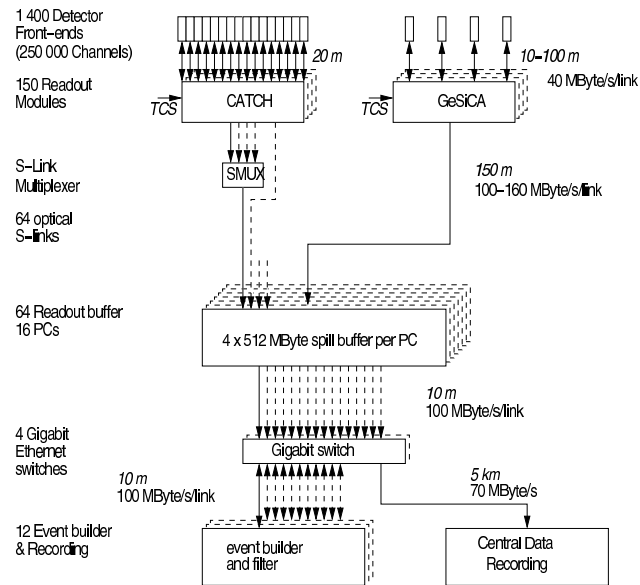 1 400 Detector
Front−ends
(250 000 Channels)
20 m
10−100 m
40 MByte/s/link
150 Readout
Modules
TCS
CATCH
TCS
GeSiCA
S−Link
Multiplexer
SMUX
150 m
100−160 MByte/s/link
64 optical
S−links
64 Readout buffer
16 PCs
4 x 512 MByte spill buffer per PC
10 m
100 MByte/s/link
4 Gigabit
Ethernet
switches
Gigabit switch
10 m
100 MByte/s/link
5 km
70 MByte/s
12 Event builder
& Recording
event builder
and filter
Central Data
Recording